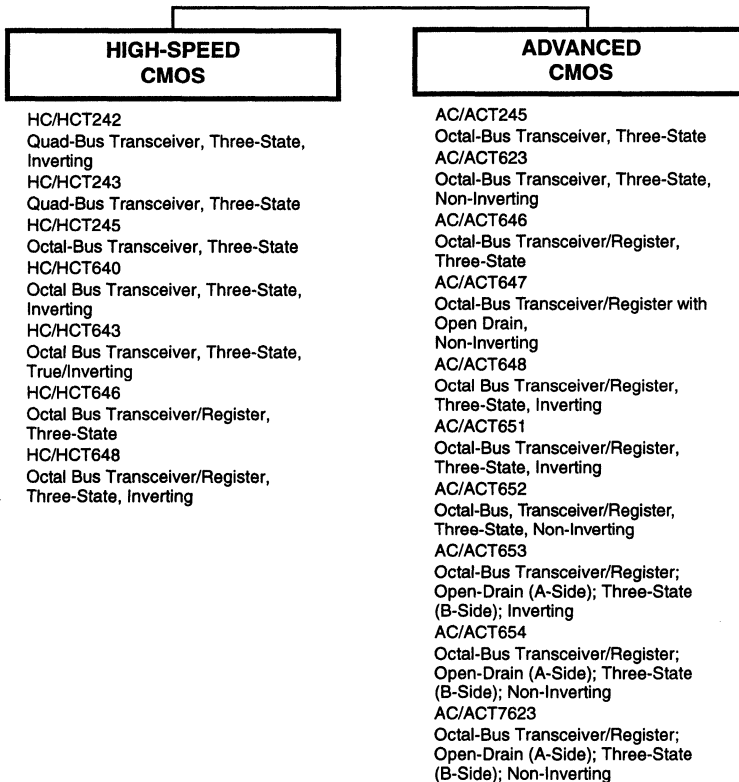 HIGH-SPEED
CMOS
HC/HCT242
Quad-Bus Transceiver, Three-State,
Inverting
HC/HCT243
Quad-Bus Transceiver, Three-State
HC/HCT245
Octal-Bus Transceiver, Three-State
HC/HCT640
Octal Bus Transceiver, Three-State,
Inverting
HC/HCT643
Octal Bus Transceiver, Three-State,
True/Inverting
HC/HCT646
Octal Bus Transceiver/Register,
Three-State
HC/HCT648
Octal Bus Transceiver/Register,
Three-State, Inverting
ADVANCED
CMOS
AC/ACT245
Octal-Bus Transceiver, Three-State
AC/ACT623
Octal-Bus Transceiver, Three-State,
Non-Inverting
AC/ACT646
Octal-Bus Transceiver/Register,
Three-State
AC/ACT647
Octal-Bus Transceiver/Register with
Open Drain,
Non-Inverting
AC/ACT648
Octal Bus Transceiver/Register,
Three-State, Inverting
AC/ACT651
Octal-Bus Transceiver/Register,
Three-State, Inverting
AC/ACT652
Octal-Bus, Transceiver/Register,
Three-State, Non-Inverting
AC/ACT653
Octal-Bus Transceiver/Register;
Open-Drain (A-Side); Three-State
(B-Side); Inverting
AC/ACT654
Octal-Bus Transceiver/Register;
Open-Drain (A-Side); Three-State
(B-Side); Non-Inverting
AC/ACT7623
Octal-Bus Transceiver/Register;
Open-Drain (A-Side); Three-State
(B-Side); Non-Inverting